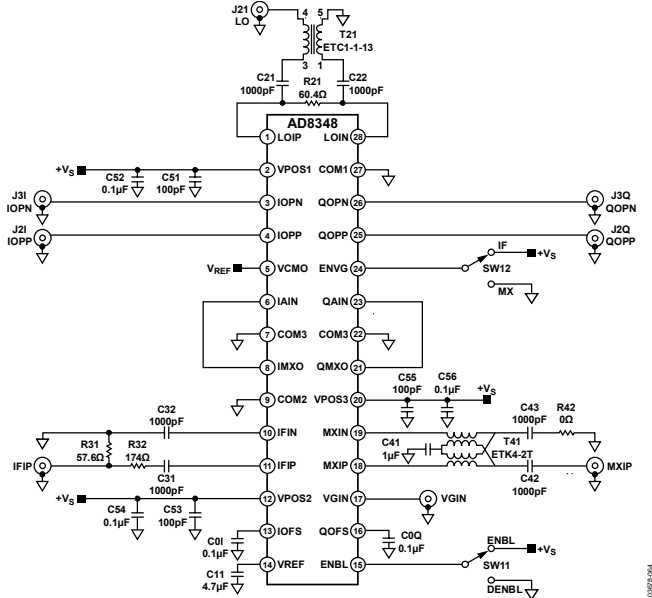 J21
LO
4 5
T21
ETC1-1-13
3 1
C21
1000pF
R21
60.4Ω
C22
1000pF
AD8348
1 LOIP LOIN 28
+VS C52
0.1µF
C51
100pF
2 VPOS1 COM1 27
J3I
IOPN
3 IOPN QOPN 26
J3Q
QOPN
J2I
IOPP
4 IOPP QOPP 25
J2Q
QOPP
VREF 5 VCMO ENVG 24
IF
+VS
SW12
MX
6 IAIN QAIN 23
7 COM3 COM3 22
8 IMXO QMXO 21
C55
100pF
C56
0.1µF
+VS
9 COM2 VPOS3 20
C32
1000pF
10 IFIN MXIN 19
C43
1000pF
R42
0Ω
R31
57.6Ω
R32
174Ω
C41
1µF
T41
ETK4-2T
IFIP
11 IFIP MXIP 18
MXIP
C31
1000pF
C42
1000pF
+VS
12 VPOS2 VGIN 17
VGIN
C54
0.1µF
C53
100pF
13 IOFS QOFS 16
C0I
0.1µF
C0Q
0.1µF
14 VREF ENBL 15
C11
4.7µF
ENBL
+VS
SW11
DENBL
03678-064